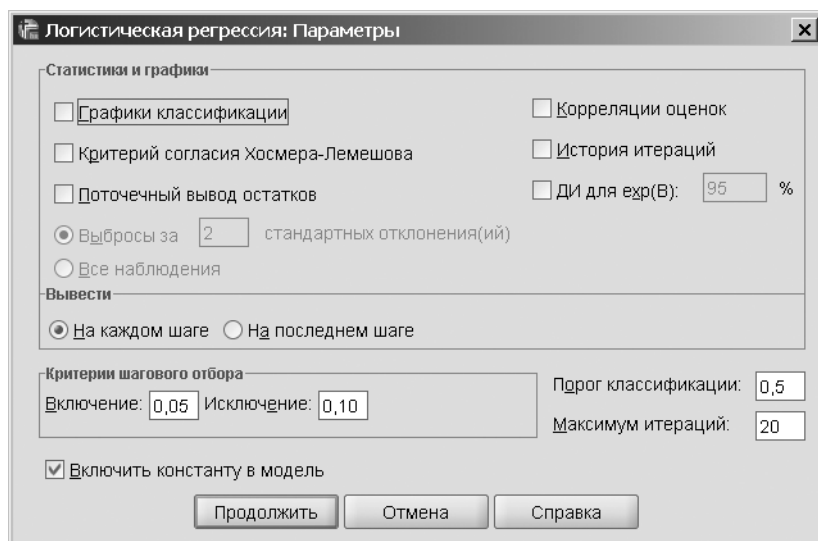 Логистическая регрессия: Параметры
Статистики и графики
Графики классификации
Корреляции оценок
Критерий согласия Хосмера-Лемешова
История итераций
Поточечный вывод остатков
ДИ для exp(B): 95 %
Выбросы за 2 стандартных отклонения(ий)
Все наблюдения
Вывести
На каждом шаге На последнем шаге
Критерии шагового отбора
Включение: 0,05 Исключение: 0,10
Порог классификации: 0,5
Максимум итераций: 20
Включить константу в модель
Продолжить Отмена Справка